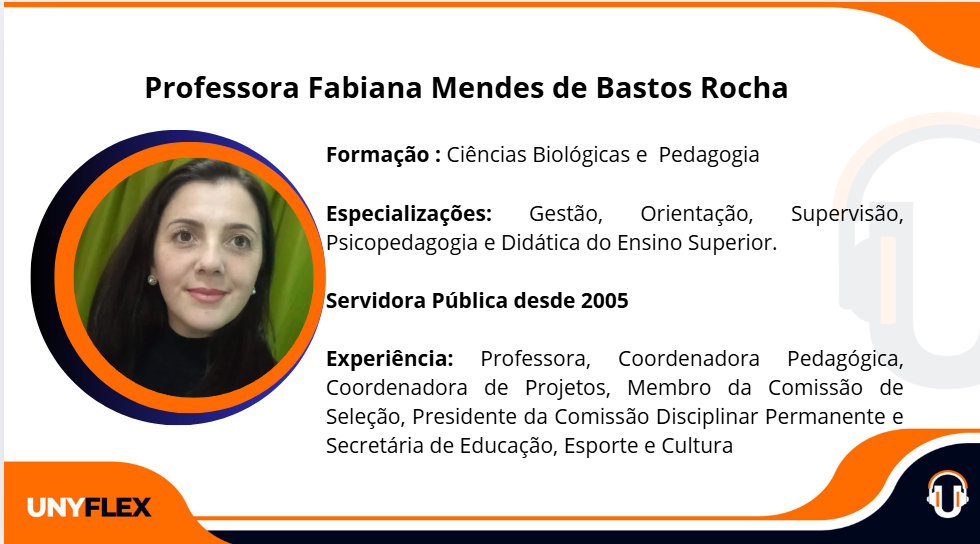 Professora Fabiana Mendes de Bastos Rocha
Formação : Ciências Biológicas e Pedagogia
Especializações: Gestão, Orientação, Supervisão,
Psicopedagogia e Didática do Ensino Superior.
Servidora Pública desde 2005
Experiência: Professora, Coordenadora Pedagógica,
Coordenadora de Projetos, Membro da Comissão de
Seleção, Presidente da Comissão Disciplinar Permanente e
Secretária de Educação, Esporte e Cultura
UNYFLEX